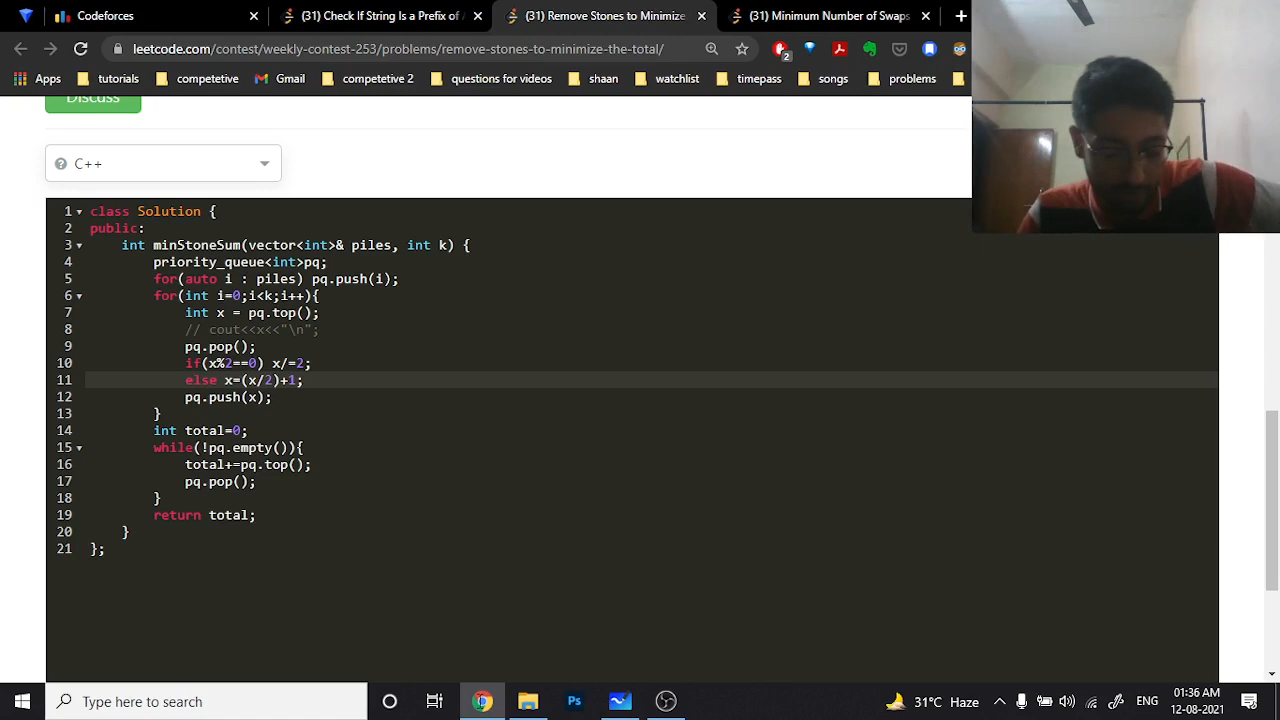 Codeforces
(31) Check If String Is a Prefix of
(31) Remove Stones to Minimize
(31) Minimum Number of Swaps
leetcode.com/contest/weekly-contest-253/problems/remove-stones-to-minimize-the-total/
2
Apps tutorials competetive Gmail competetive 2 questions for videos shaan watchlist timepass songs problems
Discuss
C++
1 class Solution {
2 public:
3 int minStoneSum(vector<int>& piles, int k) {
4 priority_queue<int>pq;
5 for(auto i : piles) pq.push(i);
6 for(int i=0;i<k;i++){
7 int x = pq.top();
8 // cout<<x<<"\n";
9 pq.pop();
10 if(x%2==0) x/=2;
11 else x=(x/2)+1;
12 pq.push(x);
13 }
14 int total=0;
15 while(!pq.empty()){
16 total+=pq.top();
17 pq.pop();
18 }
19 return total;
20 }
21 };
Type here to search
Ps
31°C Haze
ENG
01:36 AM
12-08-2021